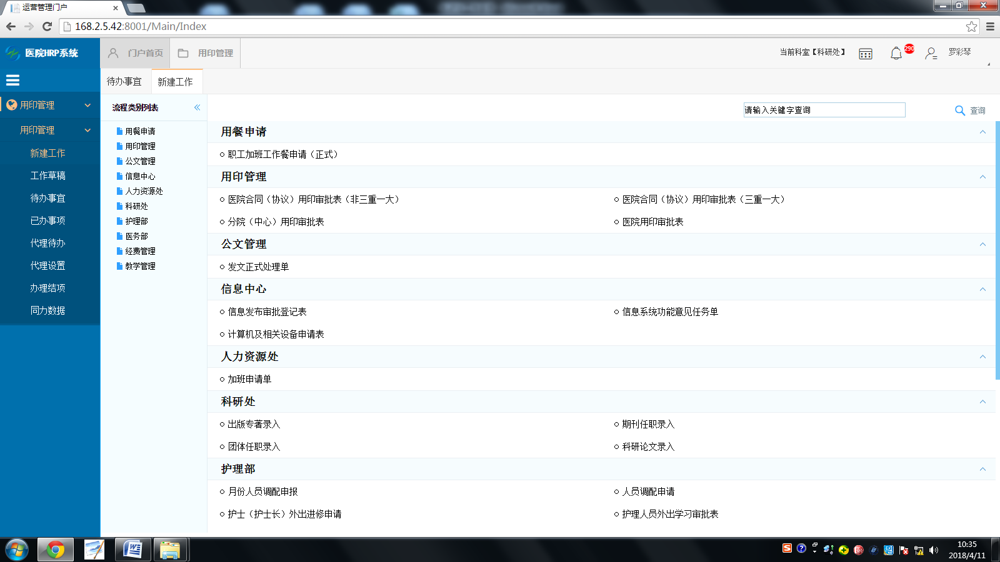 运营管理门户
168.2.5.42:8001/Main/Index
医院HRP系统
门户首页
用印管理
当前科室【科研处】
290
罗彩琴
待办事宜
新建工作
用印管理
用印管理
新建工作
工作草稿
待办事宜
已办事项
代理待办
代理设置
办理结项
同力数据
流程类别列表
用餐申请
用印管理
公文管理
信息中心
人力资源处
科研处
护理部
医务部
经费管理
教学管理
请输入关键字查询
查询
用餐申请
职工加班工作餐申请（正式）
用印管理
医院合同（协议）用印审批表（非三重一大）
医院合同（协议）用印审批表（三重一大）
分院（中心）用印审批表
医院用印审批表
公文管理
发文正式处理单
信息中心
信息发布审批登记表
信息系统功能意见任务单
计算机及相关设备申请表
人力资源处
加班申请单
科研处
出版专著录入
期刊任职录入
团体任职录入
科研论文录入
护理部
月份人员调配申报
人员调配申请
护士（护士长）外出进修申请
护理人员外出学习审批表
10:35
2018/4/11